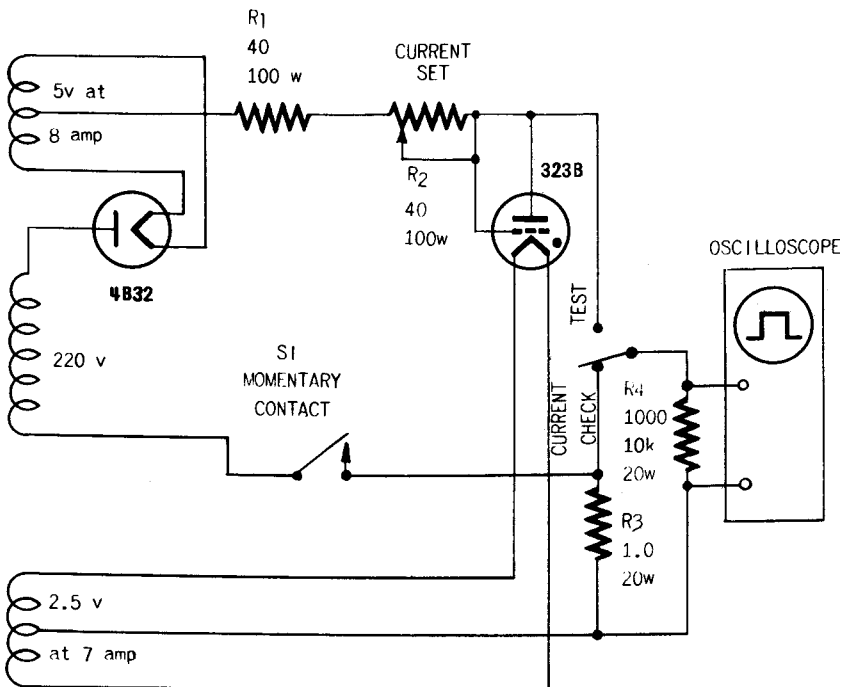 R1
40
100 w
CURRENT
SET
5v at
8 amp
R2
40
100w
323B
4B32
OSCILLOSCOPE
TEST
220 v
S1
MOMENTARY
CONTACT
CURRENT
CHECK
R4
1000
10k
20w
R3
1.0
20w
2.5 v
at 7 amp